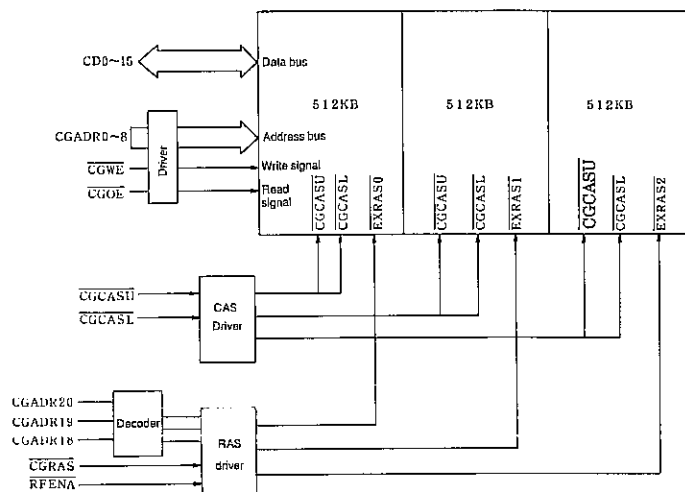 CD0~15
Data bus
512KB
512KB
512KB
CGADR0~8
Driver
Address bus
CGWE
Write signal
CGOE
Read signal
CGCASU
CGCASL
EXRAS0
CGCASU
CGCASL
EXRAS1
CGCASU
CGCASL
EXRAS2
CGCASU
CGCASL
CAS
Driver
CGADR20
CGADR19
CGADR18
Decoder
RAS
driver
CGRAS
RFENA